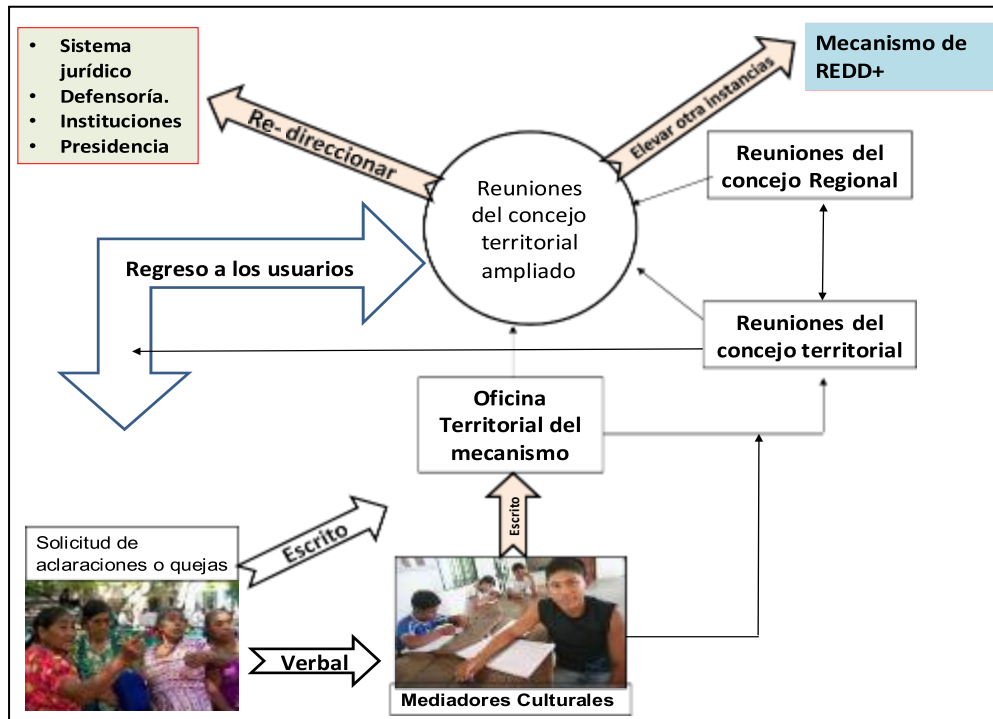 • Sistema
jurídico
• Defensoría.
• Instituciones
• Presidencia
Mecanismo de
REDD+
Re- direccionar
Elevar otra instancias
Reuniones del
concejo Regional
Reuniones
del concejo
territorial
ampliado
Regreso a los usuarios
Reuniones del
concejo territorial
Oficina
Territorial del
mecanismo
Escrito
Escrito
Solicitud de
aclaraciones o quejas
Verbal
Mediadores Culturales